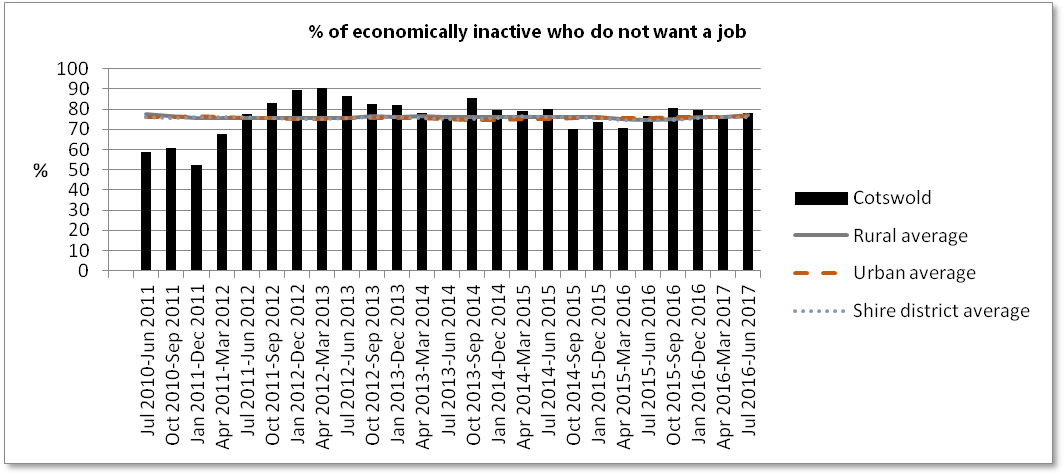 % of economically inactive who do not want a job
100
90
80
70
60
50
40
30
20
10
0
%
Jul 2010-Jun 2011
Oct 2010-Sep 2011
Jan 2011-Dec 2011
Apr 2011-Mar 2012
Jul 2011-Jun 2012
Oct 2011-Sep 2012
Jan 2012-Dec 2012
Apr 2012-Mar 2013
Jul 2012-Jun 2013
Oct 2012-Sep 2013
Jan 2013-Dec 2013
Apr 2013-Mar 2014
Jul 2013-Jun 2014
Oct 2013-Sep 2014
Jan 2014-Dec 2014
Apr 2014-Mar 2015
Jul 2014-Jun 2015
Oct 2014-Sep 2015
Jan 2015-Dec 2015
Apr 2015-Mar 2016
Jul 2015-Jun 2016
Oct 2015-Sep 2016
Jan 2016-Dec 2016
Apr 2016-Mar 2017
Jul 2016-Jun 2017
Cotswold
Rural average
Urban average
Shire district average